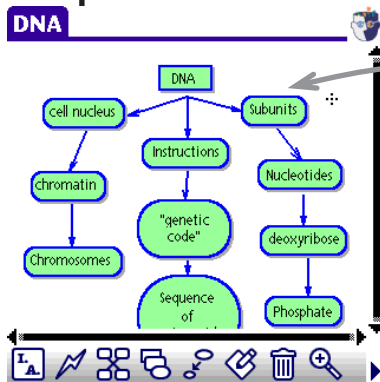 DNA
DNA
cell nucleus
Subunits
Instructions
Nucleotides
chromatin
"genetic
code"
deoxyribose
Chromosomes
Sequence
of
Phosphate
I.
A.